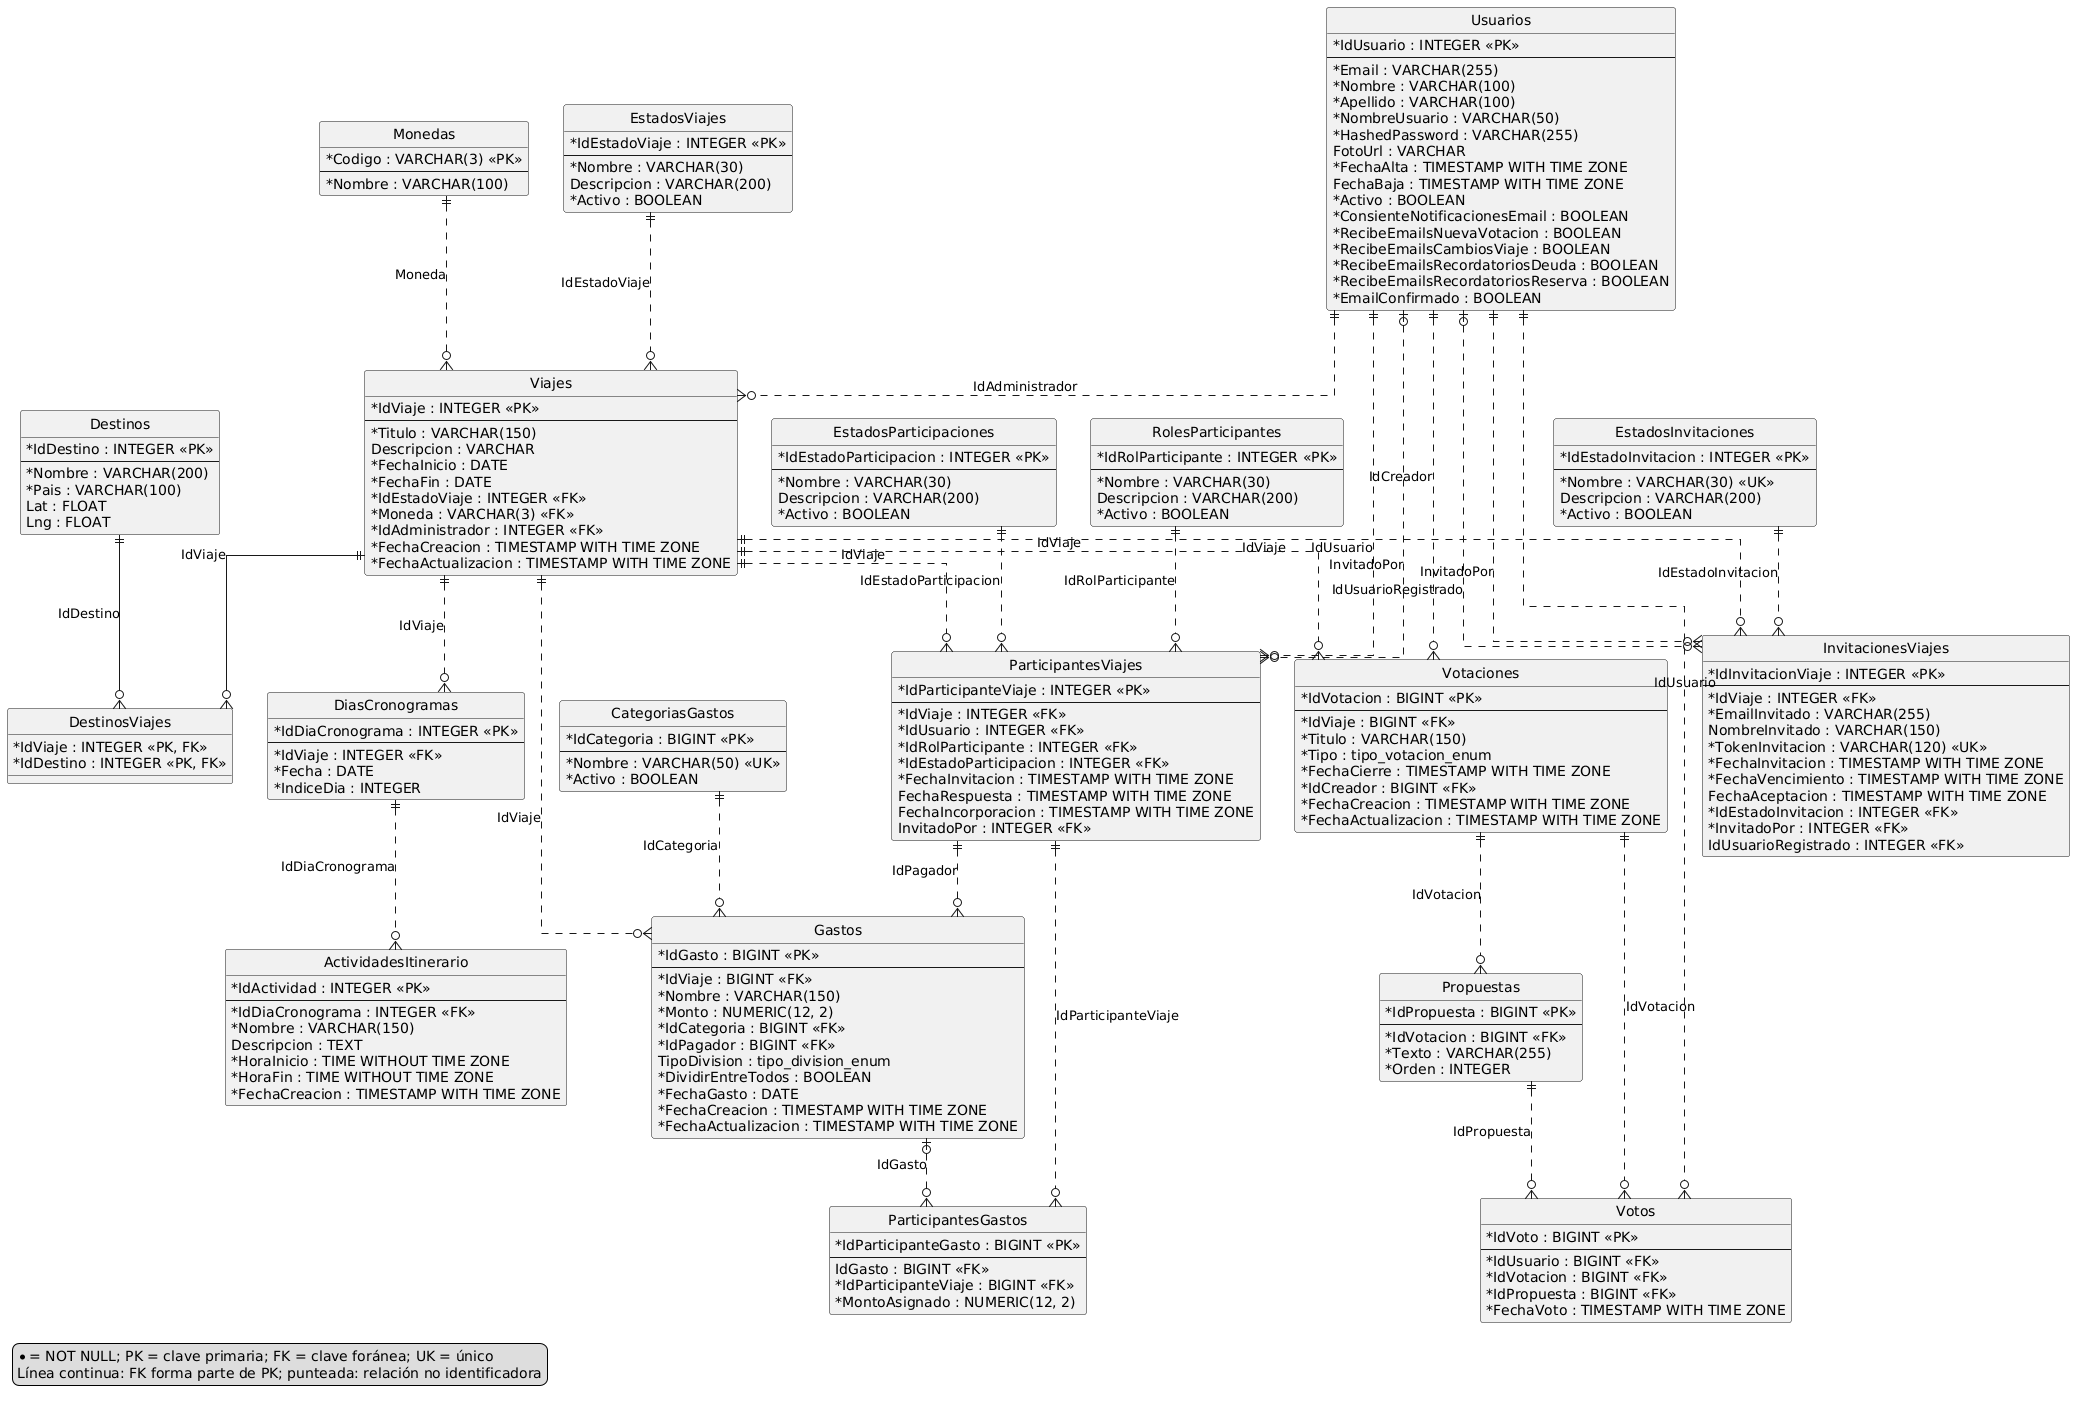 Usuarios
*IdUsuario : INTEGER «PK»
*Email : VARCHAR(255)
*Nombre : VARCHAR(100)
*Apellido : VARCHAR(100)
*NombreUsuario : VARCHAR(50)
*HashedPassword : VARCHAR(255)
FotoUrl : VARCHAR
*FechaAlta : TIMESTAMP WITH TIME ZONE
FechaBaja : TIMESTAMP WITH TIME ZONE
*Activo : BOOLEAN
*ConsienteNotificacionesEmail : BOOLEAN
*RecibeEmailsNuevaVotacion : BOOLEAN
*RecibeEmailsCambiosViaje : BOOLEAN
*RecibeEmailsRecordatoriosDeuda : BOOLEAN
*RecibeEmailsRecordatoriosReserva : BOOLEAN
*EmailConfirmado : BOOLEAN
Monedas
*Codigo : VARCHAR(3) «PK»
*Nombre : VARCHAR(100)
EstadosViajes
*IdEstadoViaje : INTEGER «PK»
*Nombre : VARCHAR(30)
Descripcion : VARCHAR(200)
*Activo : BOOLEAN
Moneda
IdEstadoViaje
IdAdministrador
Viajes
*IdViaje : INTEGER «PK»
*Titulo : VARCHAR(150)
Descripcion : VARCHAR
*FechaInicio : DATE
*FechaFin : DATE
*IdEstadoViaje : INTEGER «FK»
*Moneda : VARCHAR(3) «FK»
*IdAdministrador : INTEGER «FK»
*FechaCreacion : TIMESTAMP WITH TIME ZONE
*FechaActualizacion : TIMESTAMP WITH TIME ZONE
Destinos
*IdDestino : INTEGER «PK»
*Nombre : VARCHAR(200)
*Pais : VARCHAR(100)
Lat : FLOAT
Lng : FLOAT
EstadosParticipaciones
*IdEstadoParticipacion : INTEGER «PK»
*Nombre : VARCHAR(30)
Descripcion : VARCHAR(200)
*Activo : BOOLEAN
RolesParticipantes
*IdRolParticipante : INTEGER «PK»
*Nombre : VARCHAR(30)
Descripcion : VARCHAR(200)
*Activo : BOOLEAN
IdCreador
EstadosInvitaciones
*IdEstadoInvitacion : INTEGER «PK»
*Nombre : VARCHAR(30) «UK»
Descripcion : VARCHAR(200)
*Activo : BOOLEAN
IdViaje
IdViaje
IdViaje
IdViaje
IdUsuario
InvitadoPor
InvitadoPor
IdEstadoInvitacion
IdEstadoParticipacion
IdRolParticipante
IdUsuarioRegistrado
IdDestino
IdViaje
DestinosViajes
*IdViaje : INTEGER «PK, FK»
*IdDestino : INTEGER «PK, FK»
DiasCronogramas
*IdDiaCronograma : INTEGER «PK»
*IdViaje : INTEGER «FK»
*Fecha : DATE
*IndiceDia : INTEGER
CategoriasGastos
*IdCategoria : BIGINT «PK»
*Nombre : VARCHAR(50) «UK»
*Activo : BOOLEAN
ParticipantesViajes
*IdParticipanteViaje : INTEGER «PK»
*IdViaje : INTEGER «FK»
*IdUsuario : INTEGER «FK»
*IdRolParticipante : INTEGER «FK»
*IdEstadoParticipacion : INTEGER «FK»
*FechaInvitacion : TIMESTAMP WITH TIME ZONE
FechaRespuesta : TIMESTAMP WITH TIME ZONE
FechaIncorporacion : TIMESTAMP WITH TIME ZONE
InvitadoPor : INTEGER «FK»
Votaciones
*IdVotacion : BIGINT «PK»
*IdViaje : BIGINT «FK»
*Titulo : VARCHAR(150)
*Tipo : tipo_votacion_enum
*FechaCierre : TIMESTAMP WITH TIME ZONE
*IdCreador : BIGINT «FK»
*FechaCreacion : TIMESTAMP WITH TIME ZONE
*FechaActualizacion : TIMESTAMP WITH TIME ZONE
IdUsuario
InvitacionesViajes
*IdInvitacionViaje : INTEGER «PK»
*IdViaje : INTEGER «FK»
*EmailInvitado : VARCHAR(255)
NombreInvitado : VARCHAR(150)
*TokenInvitacion : VARCHAR(120) «UK»
*FechaInvitacion : TIMESTAMP WITH TIME ZONE
*FechaVencimiento : TIMESTAMP WITH TIME ZONE
FechaAceptacion : TIMESTAMP WITH TIME ZONE
*IdEstadoInvitacion : INTEGER «FK»
*InvitadoPor : INTEGER «FK»
IdUsuarioRegistrado : INTEGER «FK»
IdViaje
IdCategoria
IdDiaCronograma
IdPagador
IdVotacion
ActividadesItinerario
*IdActividad : INTEGER «PK»
*IdDiaCronograma : INTEGER «FK»
*Nombre : VARCHAR(150)
Descripcion : TEXT
*HoraInicio : TIME WITHOUT TIME ZONE
*HoraFin : TIME WITHOUT TIME ZONE
*FechaCreacion : TIMESTAMP WITH TIME ZONE
Gastos
*IdGasto : BIGINT «PK»
*IdViaje : BIGINT «FK»
*Nombre : VARCHAR(150)
*Monto : NUMERIC(12, 2)
*IdCategoria : BIGINT «FK»
*IdPagador : BIGINT «FK»
TipoDivision : tipo_division_enum
*DividirEntreTodos : BOOLEAN
*FechaGasto : DATE
*FechaCreacion : TIMESTAMP WITH TIME ZONE
*FechaActualizacion : TIMESTAMP WITH TIME ZONE
IdParticipanteViaje
Propuestas
*IdPropuesta : BIGINT «PK»
*IdVotacion : BIGINT «FK»
*Texto : VARCHAR(255)
*Orden : INTEGER
IdVotacion
IdPropuesta
IdGasto
ParticipantesGastos
*IdParticipanteGasto : BIGINT «PK»
IdGasto : BIGINT «FK»
*IdParticipanteViaje : BIGINT «FK»
*MontoAsignado : NUMERIC(12, 2)
Votos
*IdVoto : BIGINT «PK»
*IdUsuario : BIGINT «FK»
*IdVotacion : BIGINT «FK»
*IdPropuesta : BIGINT «FK»
*FechaVoto : TIMESTAMP WITH TIME ZONE
• = NOT NULL; PK = clave primaria; FK = clave foránea; UK = único
Línea continua: FK forma parte de PK; punteada: relación no identificadora